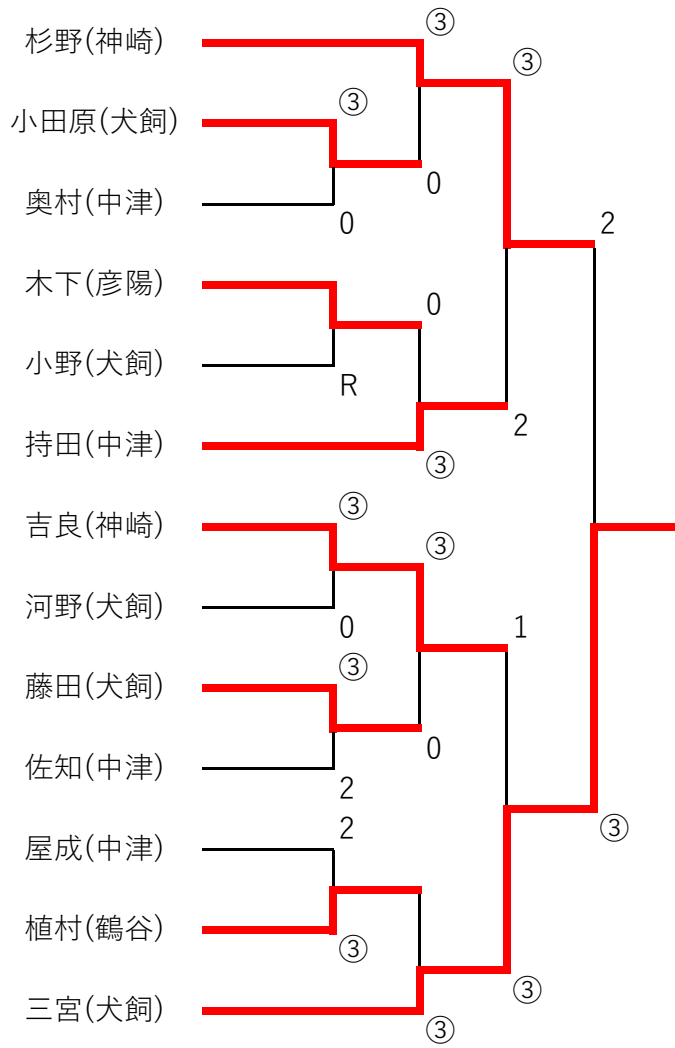 ③
杉野(神崎)
③
③
小田原(犬飼)
0
奥村(中津)
0
2
木下(彦陽)
0
小野(犬飼)
R
2
持田(中津)
③
③
吉良(神崎)
③
河野(犬飼)
0
1
③
藤田(犬飼)
0
佐知(中津)
2
2
③
屋成(中津)
植村(鶴谷)
③
③
三宮(犬飼)
③